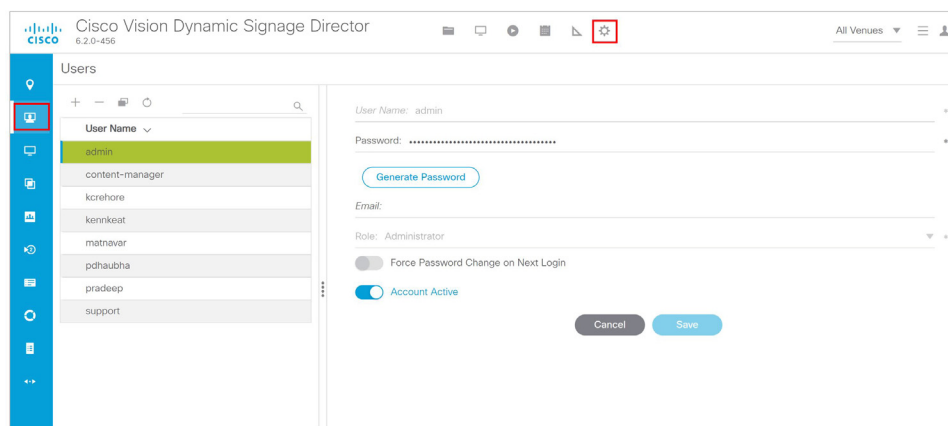 Cisco Vision Dynamic Signage Director
CISCO
6.2.0-456
All Venues
Users
User Name
admin
content-manager
kcrehore
kennkeat
matnavar
pdhaubha
pradeep
support
User Name: admin
Password: ••••••••••••••••••••••••••••••••••••
Generate Password
Email:
Role: Administrator
Force Password Change on Next Login
Account Active
Cancel
Save